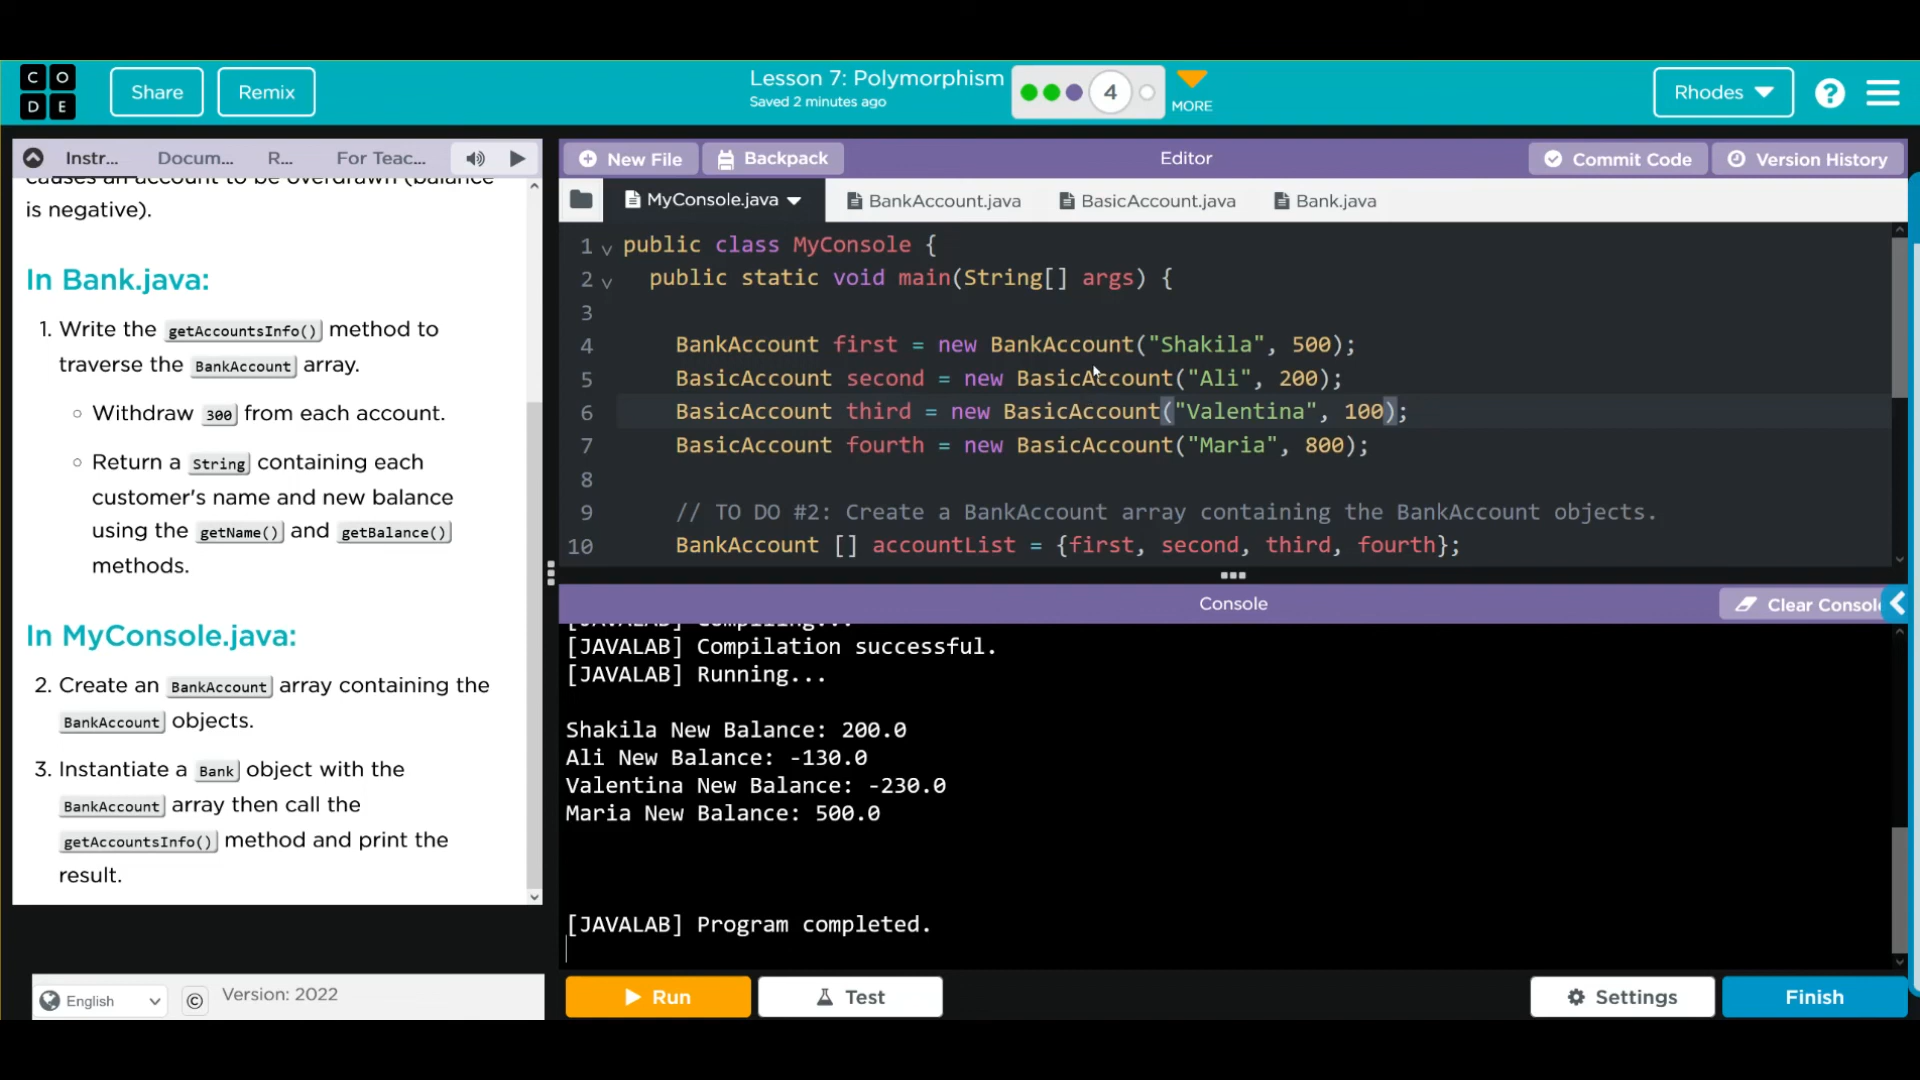 C O
D E
Share
Remix
Lesson 7: Polymorphism
Saved 2 minutes ago
4
MORE
Rhodes
?
Instr...
Docum...
R...
For Teac...
New File
Backpack
Editor
Commit Code
Version History
MyConsole.java
BankAccount.java
BasicAccount.java
Bank.java
causes an account to be overdrawn (balance
is negative).
In Bank.java:
1. Write the getAccountsInfo() method to
traverse the BankAccount array.
Withdraw 300 from each account.
Return a String containing each
customer's name and new balance
using the getName() and getBalance()
methods.
In MyConsole.java:
2. Create an BankAccount array containing the
BankAccount objects.
3. Instantiate a Bank object with the
BankAccount array then call the
getAccountsInfo() method and print the
result.
1 public class MyConsole {
2 public static void main(String[] args) {
3
4 BankAccount first = new BankAccount("Shakila", 500);
5 BasicAccount second = new BasicAccount("Ali", 200);
6 BasicAccount third = new BasicAccount("Valentina", 100);
7 BasicAccount fourth = new BasicAccount("Maria", 800);
8
9 // TO DO #2: Create a BankAccount array containing the BankAccount objects.
10 BankAccount [] accountList = {first, second, third, fourth};
Console
Clear Consol
[JAVALAB] Compiling...
[JAVALAB] Compilation successful.
[JAVALAB] Running...
Shakila New Balance: 200.0
Ali New Balance: -130.0
Valentina New Balance: -230.0
Maria New Balance: 500.0
[JAVALAB] Program completed.
English
©
Version: 2022
Run
Test
Settings
Finish